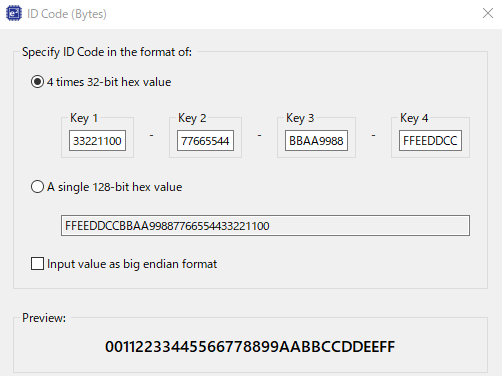 ID Code (Bytes)
Specify ID Code in the format of:
4 times 32-bit hex value
Key 1 Key 2 Key 3 Key 4
33221100 - 77665544 - BBAA9988 - FFEEDDCC
A single 128-bit hex value
FFEEDDCCBBAA99887766554433221100
Input value as big endian format
Preview:
00112233445566778899AABBCCDDEEFF